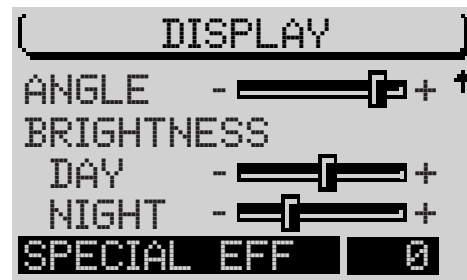 DISPLAY
ANGLE - +
BRIGHTNESS
DAY - +
NIGHT - +
SPECIAL EFF 0